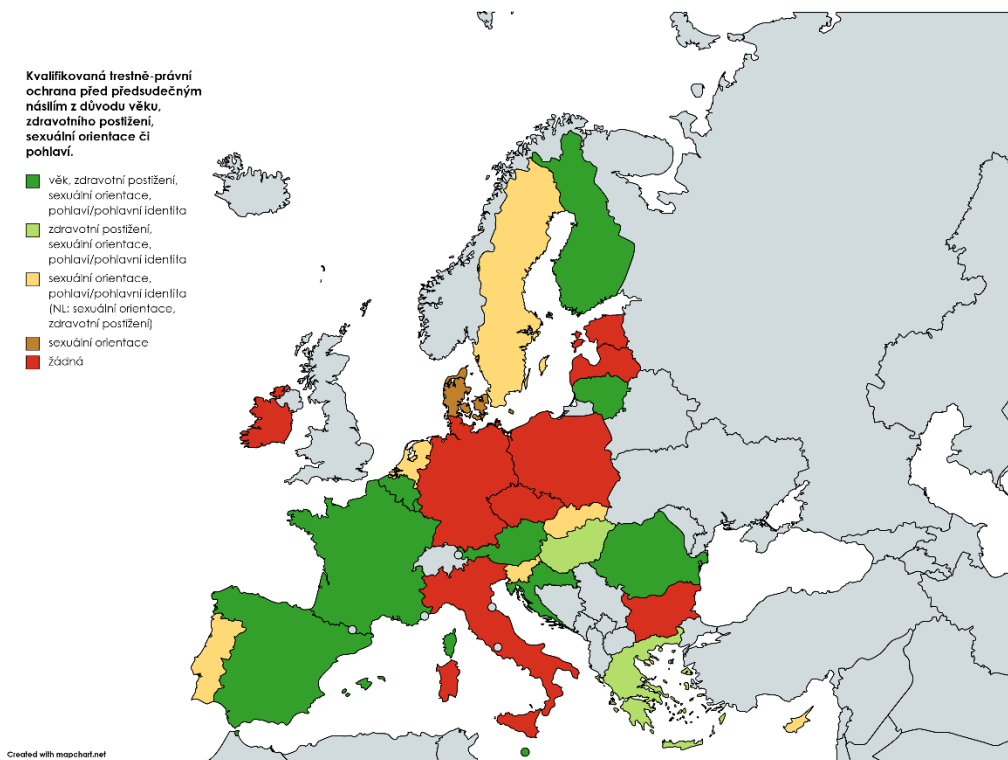 Kvalifikovaná trestně-právní
ochrana před předsudečným
násilím z důvodu věku,
zdravotního postižení,
sexuální orientace či
pohlaví.
věk, zdravotní postižení,
sexuální orientace,
pohlaví/pohlavní identita
zdravotní postižení,
sexuální orientace,
pohlaví/pohlavní identita
sexuální orientace,
pohlaví/pohlavní identita
(NL: sexuální orientace,
zdravotní postižení)
sexuální orientace
žádná
Created with mapchart.net